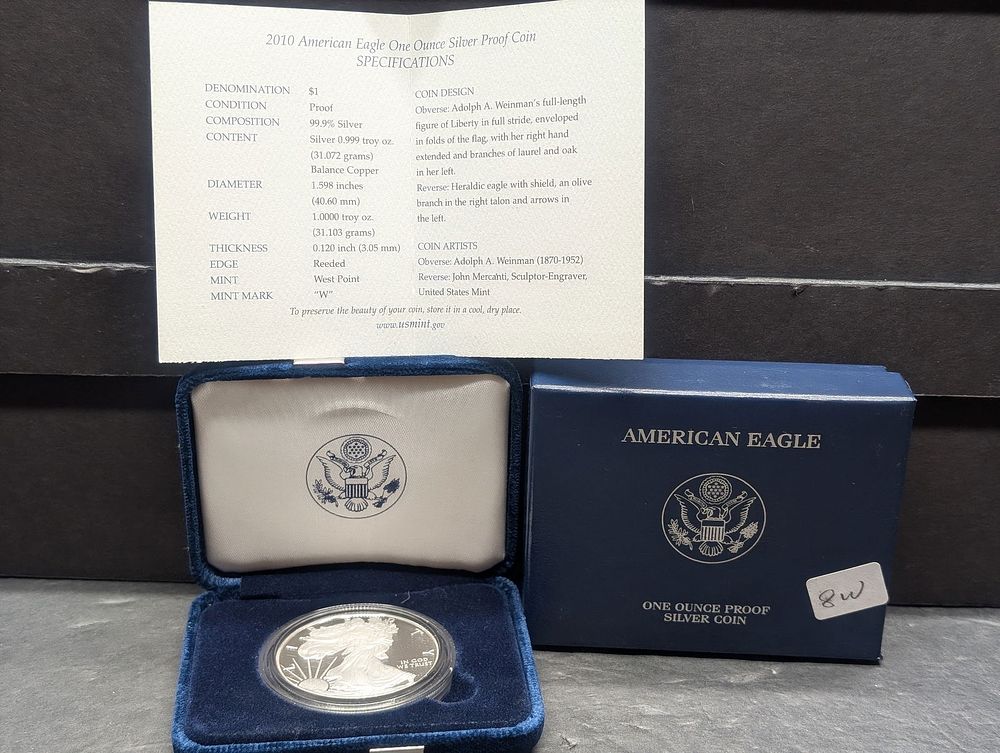 2010 American Eagle One Ounce Silver Proof Coin
SPECIFICATIONS
DENOMINATION $1
CONDITION Proof
COMPOSITION 99.9% Silver
CONTENT Silver 0.999 troy oz.
(31.072 grams)
Balance Copper
DIAMETER 1.598 inches
(40.60 mm)
WEIGHT 1.0000 troy oz.
(31.103 grams)
THICKNESS 0.120 inch (3.05 mm)
EDGE Reeded
MINT West Point
MINT MARK "W"
COIN DESIGN
Obverse: Adolph A. Weinman's full-length
figure of Liberty in full stride, enveloped
in folds of the flag, with her right hand
extended and branches of laurel and oak
in her left.
Reverse: Heraldic eagle with shield, an olive
branch in the right talon and arrows in
the left.
COIN ARTISTS
Obverse: Adolph A. Weinman (1870-1952)
Reverse: John Mercanti, Sculptor-Engraver,
United States Mint
To preserve the beauty of your coin, store it in a cool, dry place.
www.usmint.gov
AMERICAN EAGLE
ONE OUNCE PROOF
SILVER COIN
8W
IN GOD
WE TRUST